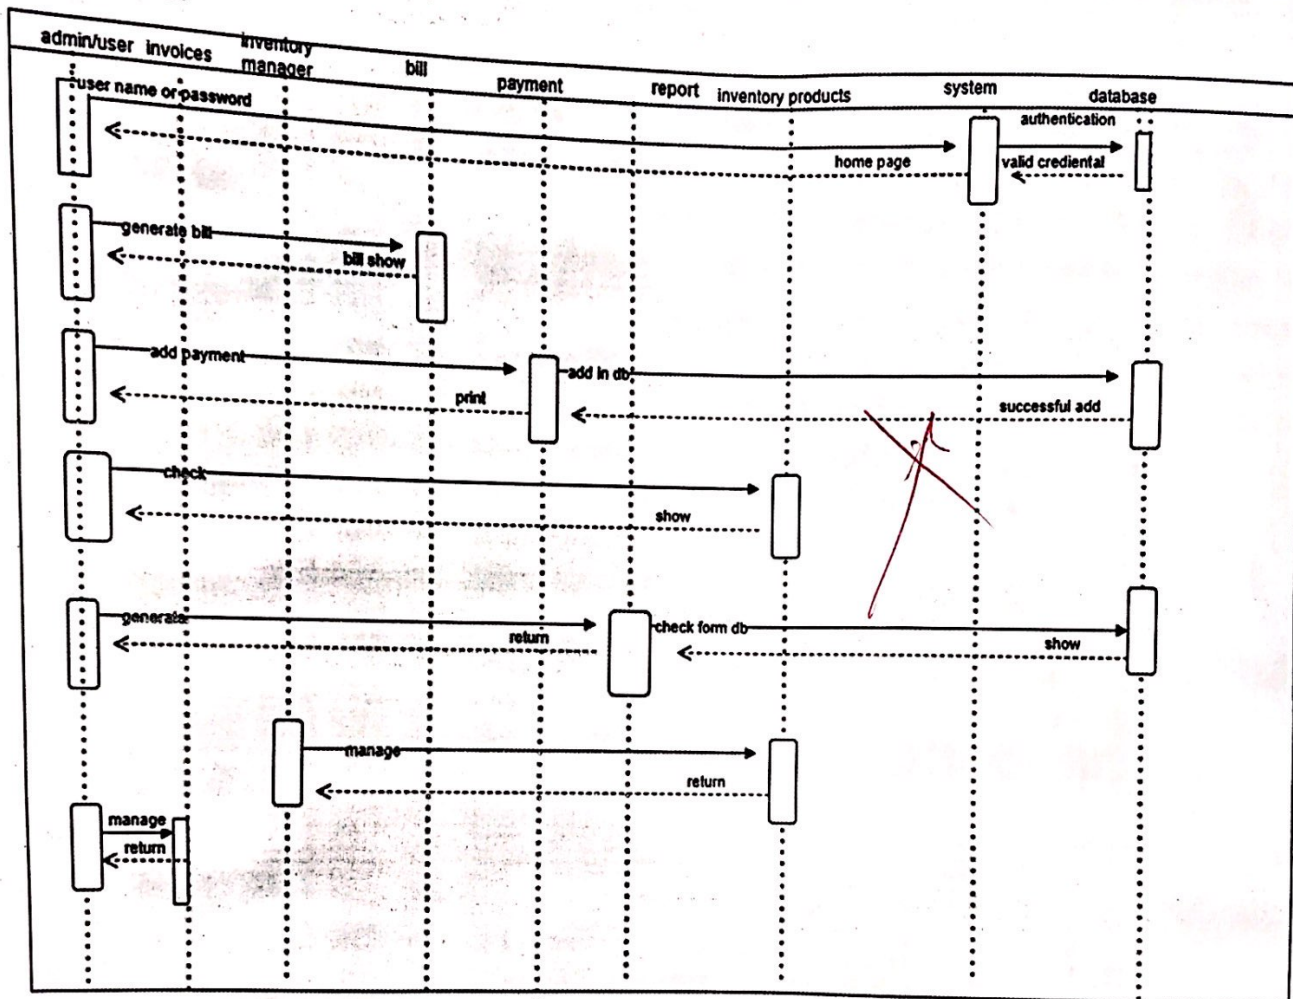 admin/user
invoices
inventory
manager
bill
payment
report
inventory products
system
database
user name or password
authentication
home page
valid crediental
generate bill
bill show
add payment
add in db
print
successful add
check
show
generate
return
check form db
show
manage
return
manage
return